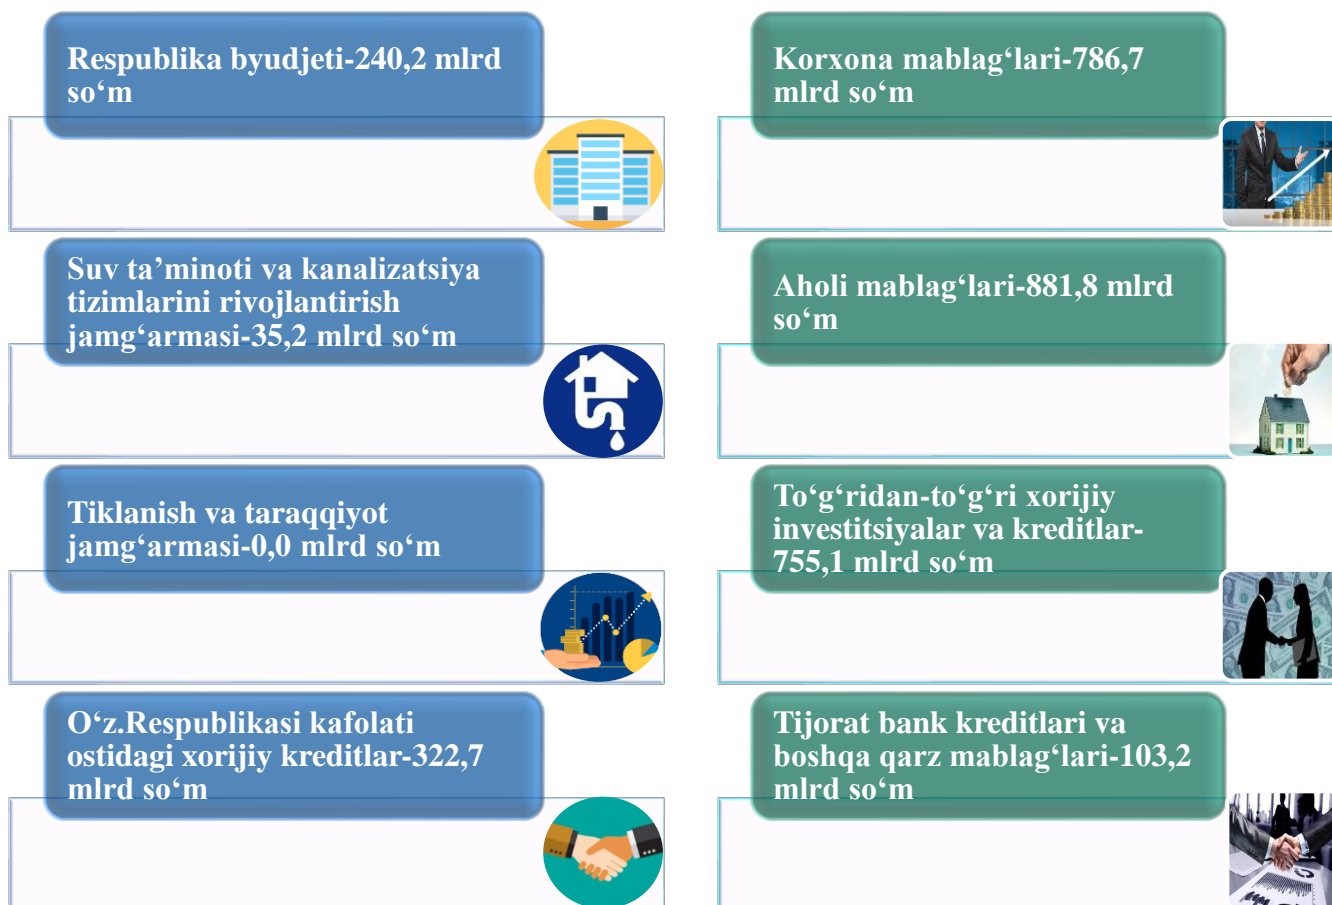 Respublika byudjeti-240,2 mlrd
so‘m
Suv ta’minoti va kanalizatsiya
tizimlarini rivojlantirish
jamg‘armasi-35,2 mlrd so‘m
Tiklanish va taraqqiyot
jamg‘armasi-0,0 mlrd so‘m
O‘z.Respublikasi kafolati
ostidagi xorijiy kreditlar-322,7
mlrd so‘m
Korxona mablag‘lari-786,7
mlrd so‘m
Aholi mablag‘lari-881,8 mlrd
so‘m
To‘g‘ridan-to‘g‘ri xorijiy
investitsiyalar va kreditlar-
755,1 mlrd so‘m
Tijorat bank kreditlari va
boshqa qarz mablag‘lari-103,2
mlrd so‘m